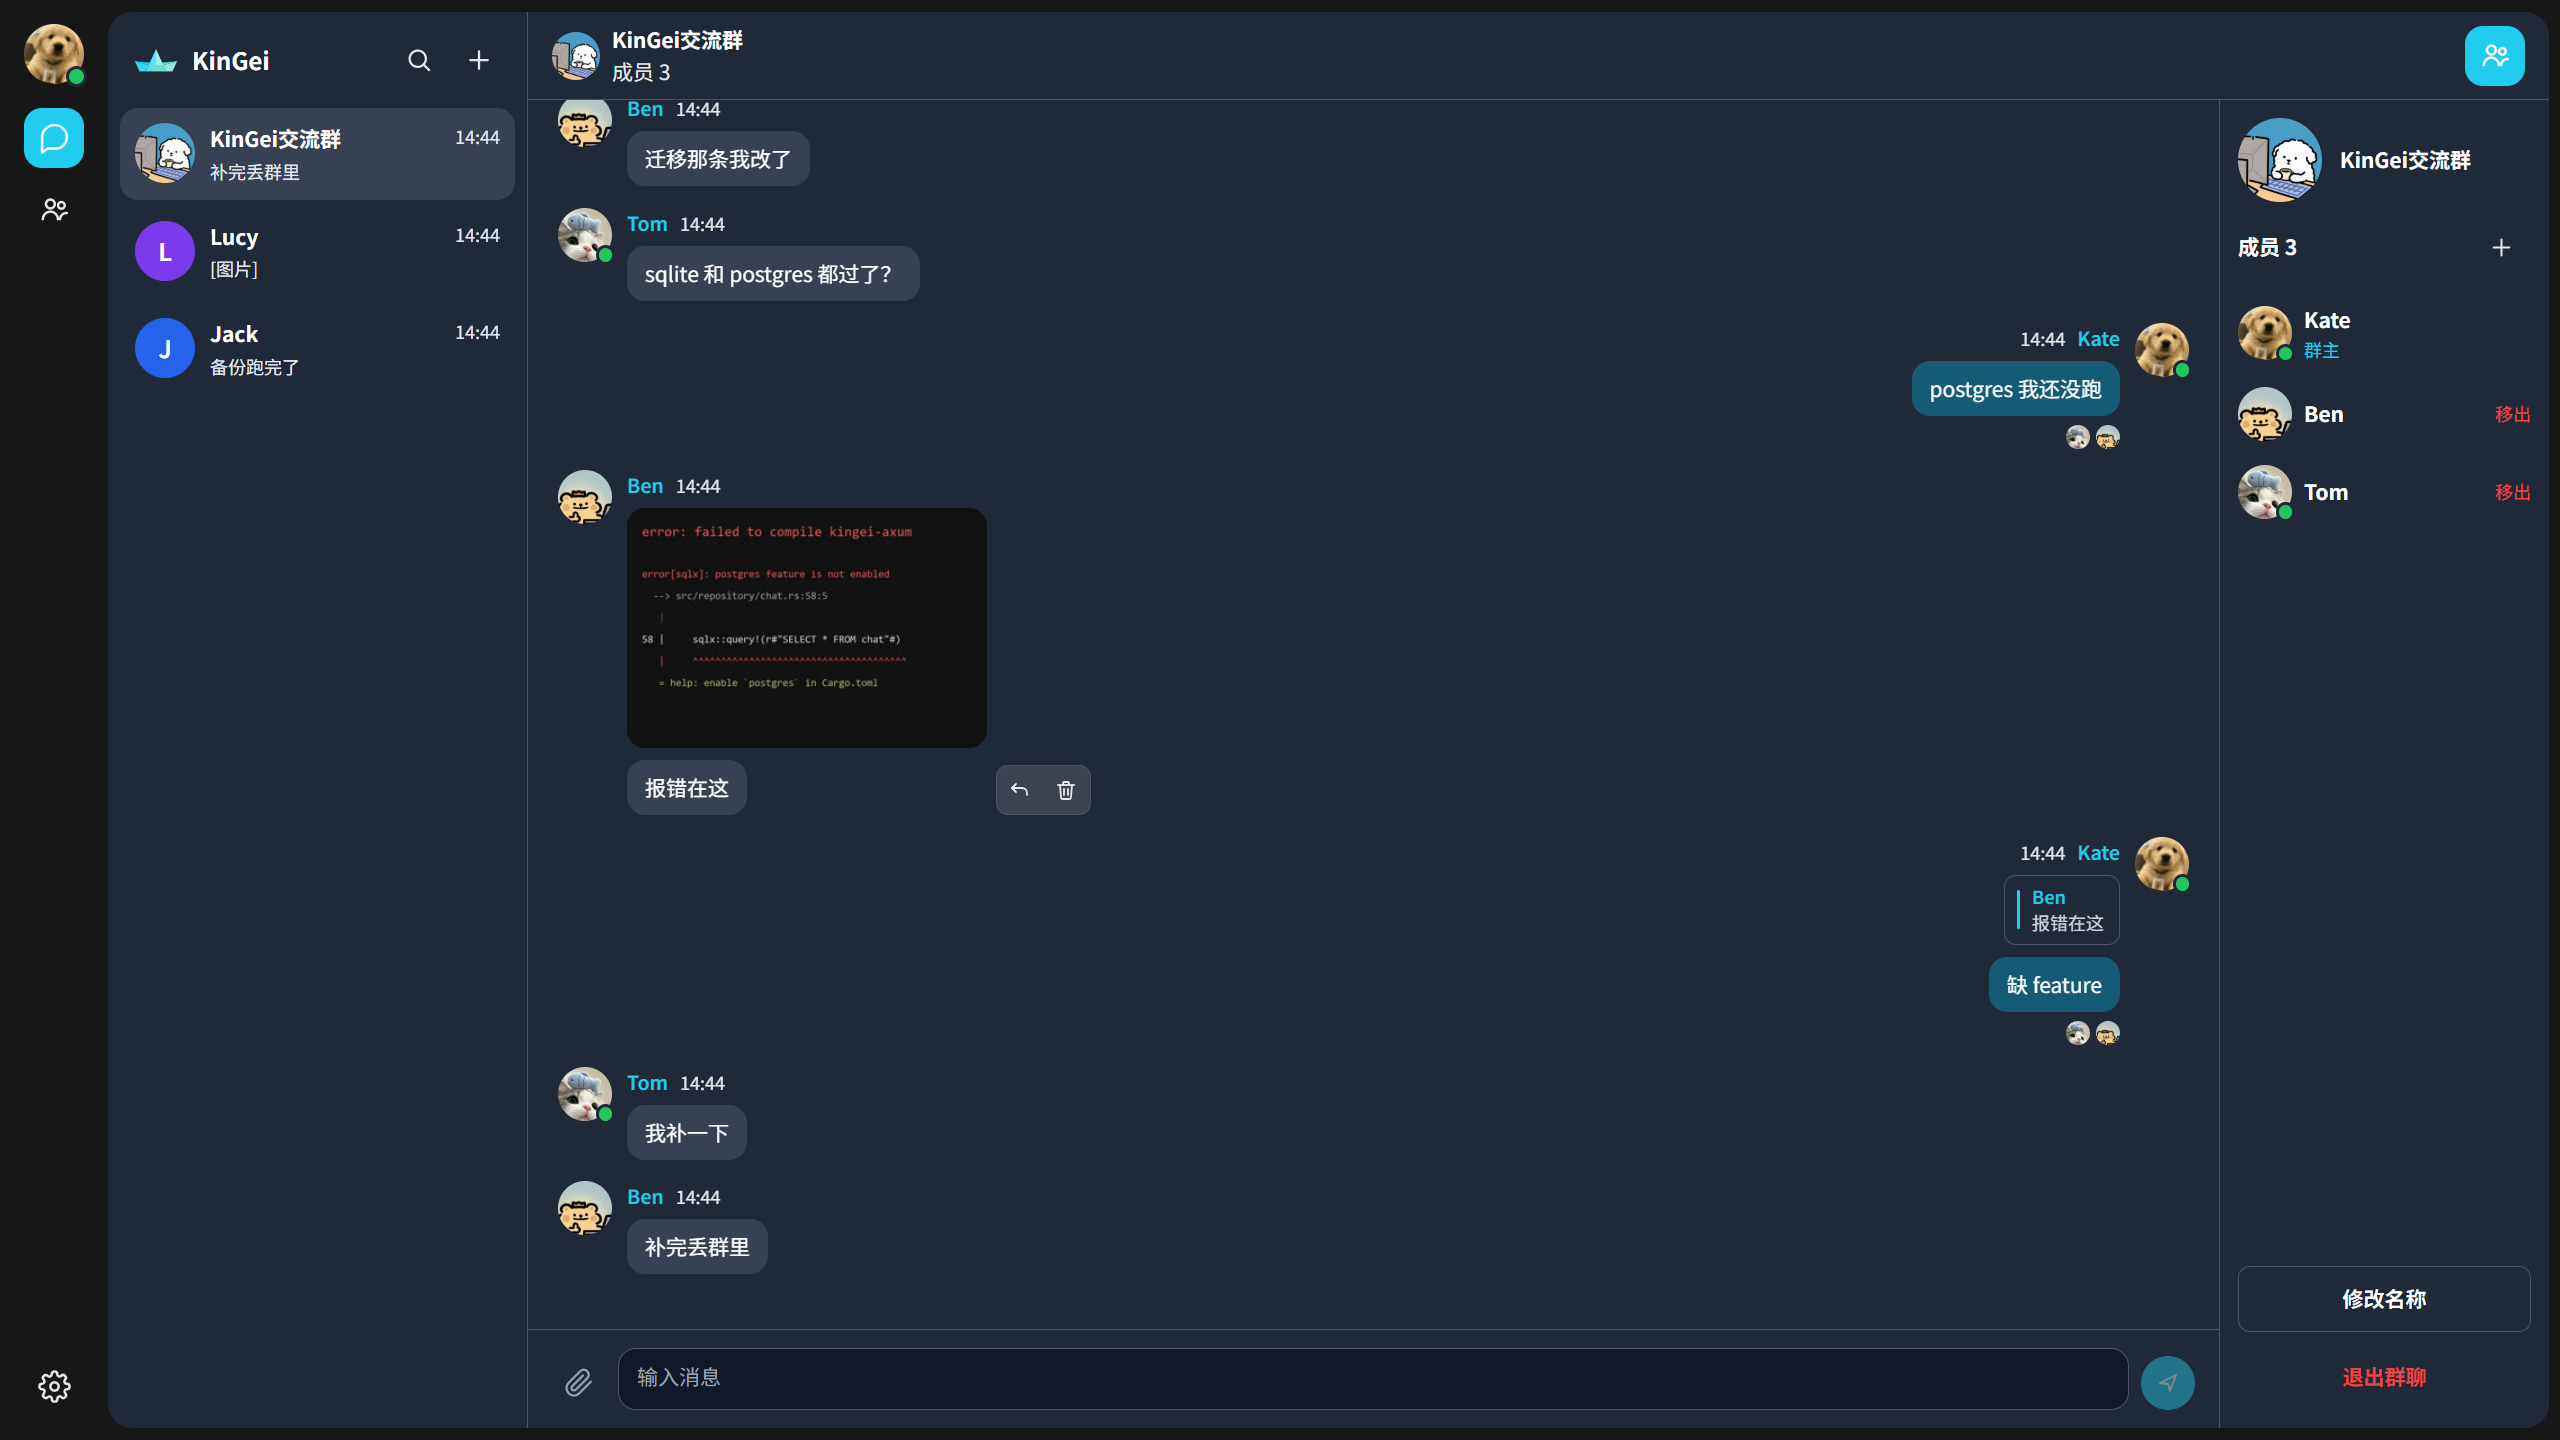 KinGei
KinGei交流群 14:44
补完丢群里
L
Lucy 14:44
[图片]
J
Jack 14:44
备份跑完了
KinGei交流群
成员 3
Ben 14:44
迁移那条我改了
Tom 14:44
sqlite 和 postgres 都过了？
14:44 Kate
postgres 我还没跑
Ben 14:44
error: failed to compile kingei-axum
error[sqlx]: postgres feature is not enabled
--> src/repository/chat.rs:58:5
|
58 | sqlx::query!(r#"SELECT * FROM chat"#)
| ^^^^^^^^^^^^^^^^^^^^^^^^^^^^^^^^^^^^^^
= help: enable `postgres` in Cargo.toml
报错在这
14:44 Kate
Ben
报错在这
缺 feature
Tom 14:44
我补一下
Ben 14:44
补完丢群里
输入消息
KinGei交流群
成员 3
Kate
群主
Ben 移出
Tom 移出
修改名称
退出群聊